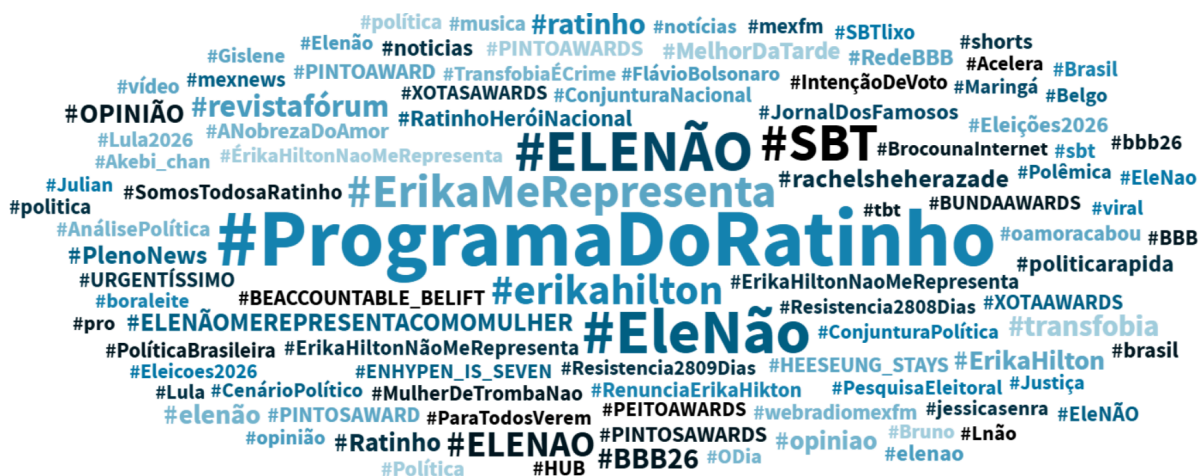 #política #musica #ratinho #notícias #mexfm #SBTlixo
#Gislene #Elenão #noticias #PINTOAWARDS #MelhorDaTarde #RedeBBB #shorts
#Acelera
#vídeo #mexnews #PINTOAWARD #TransfobiaÉCrime #FlávioBolsonaro #IntençãoDeVoto #Maringá #Brasil
#OPINIÃO #revistafórum #XOTASAWARDS #ConjunturaNacional #Belgo
#RatinhoHeróiNacional #JornalDosFamosos
#Lula2026 #ANobrezaDoAmor #ELENÃO #SBT #Eleições2026 #bbb26
#Akebi_chan #ÉrikaHiltonNaoMeRepresenta #BrocounaInternet #sbt
#Julian #SomosTodosaRatinho #ErikaMeRepresenta #rachelsheherazade #Polêmica #EleNao
#politica #tbt #BUNDAAWARDS #viral
#AnálisePolítica #ProgramaDoRatinho #oamoracabou #BBB
#PlenoNews #politicarapida
#URGENTÍSSIMO #ErikaHiltonNaoMeRepresenta
#boraleite #BEACCOUNTABLE_BELIFT #erikahilton #Resistencia2808Dias #XOTAAWARDS
#pro #ELENÃOMEREPRESENTACOMOMULHER #EleNão #ConjunturaPolítica #transfobia
#PolíticaBrasileira #ErikaHiltonNãoMeRepresenta #brasil
#Eleicoes2026 #ENHYPEN_IS_SEVEN #Resistencia2809Dias #HEESEUNG_STAYS #ErikaHilton
#Lula #CenárioPolítico #MulherDeTrombaNao #RenunciaErikaHikton #PesquisaEleitoral #Justiça
#elenão #PINTOSAWARD #ParaTodosVerem #PEITOAWARDS #webradiomexfm #jessicasenra #EleNÃO
#opinião #Ratinho #ELENAO #PINTOSAWARDS #opiniao #Bruno #Lnão
#Política #HUB #BBB26 #ODia #elenao